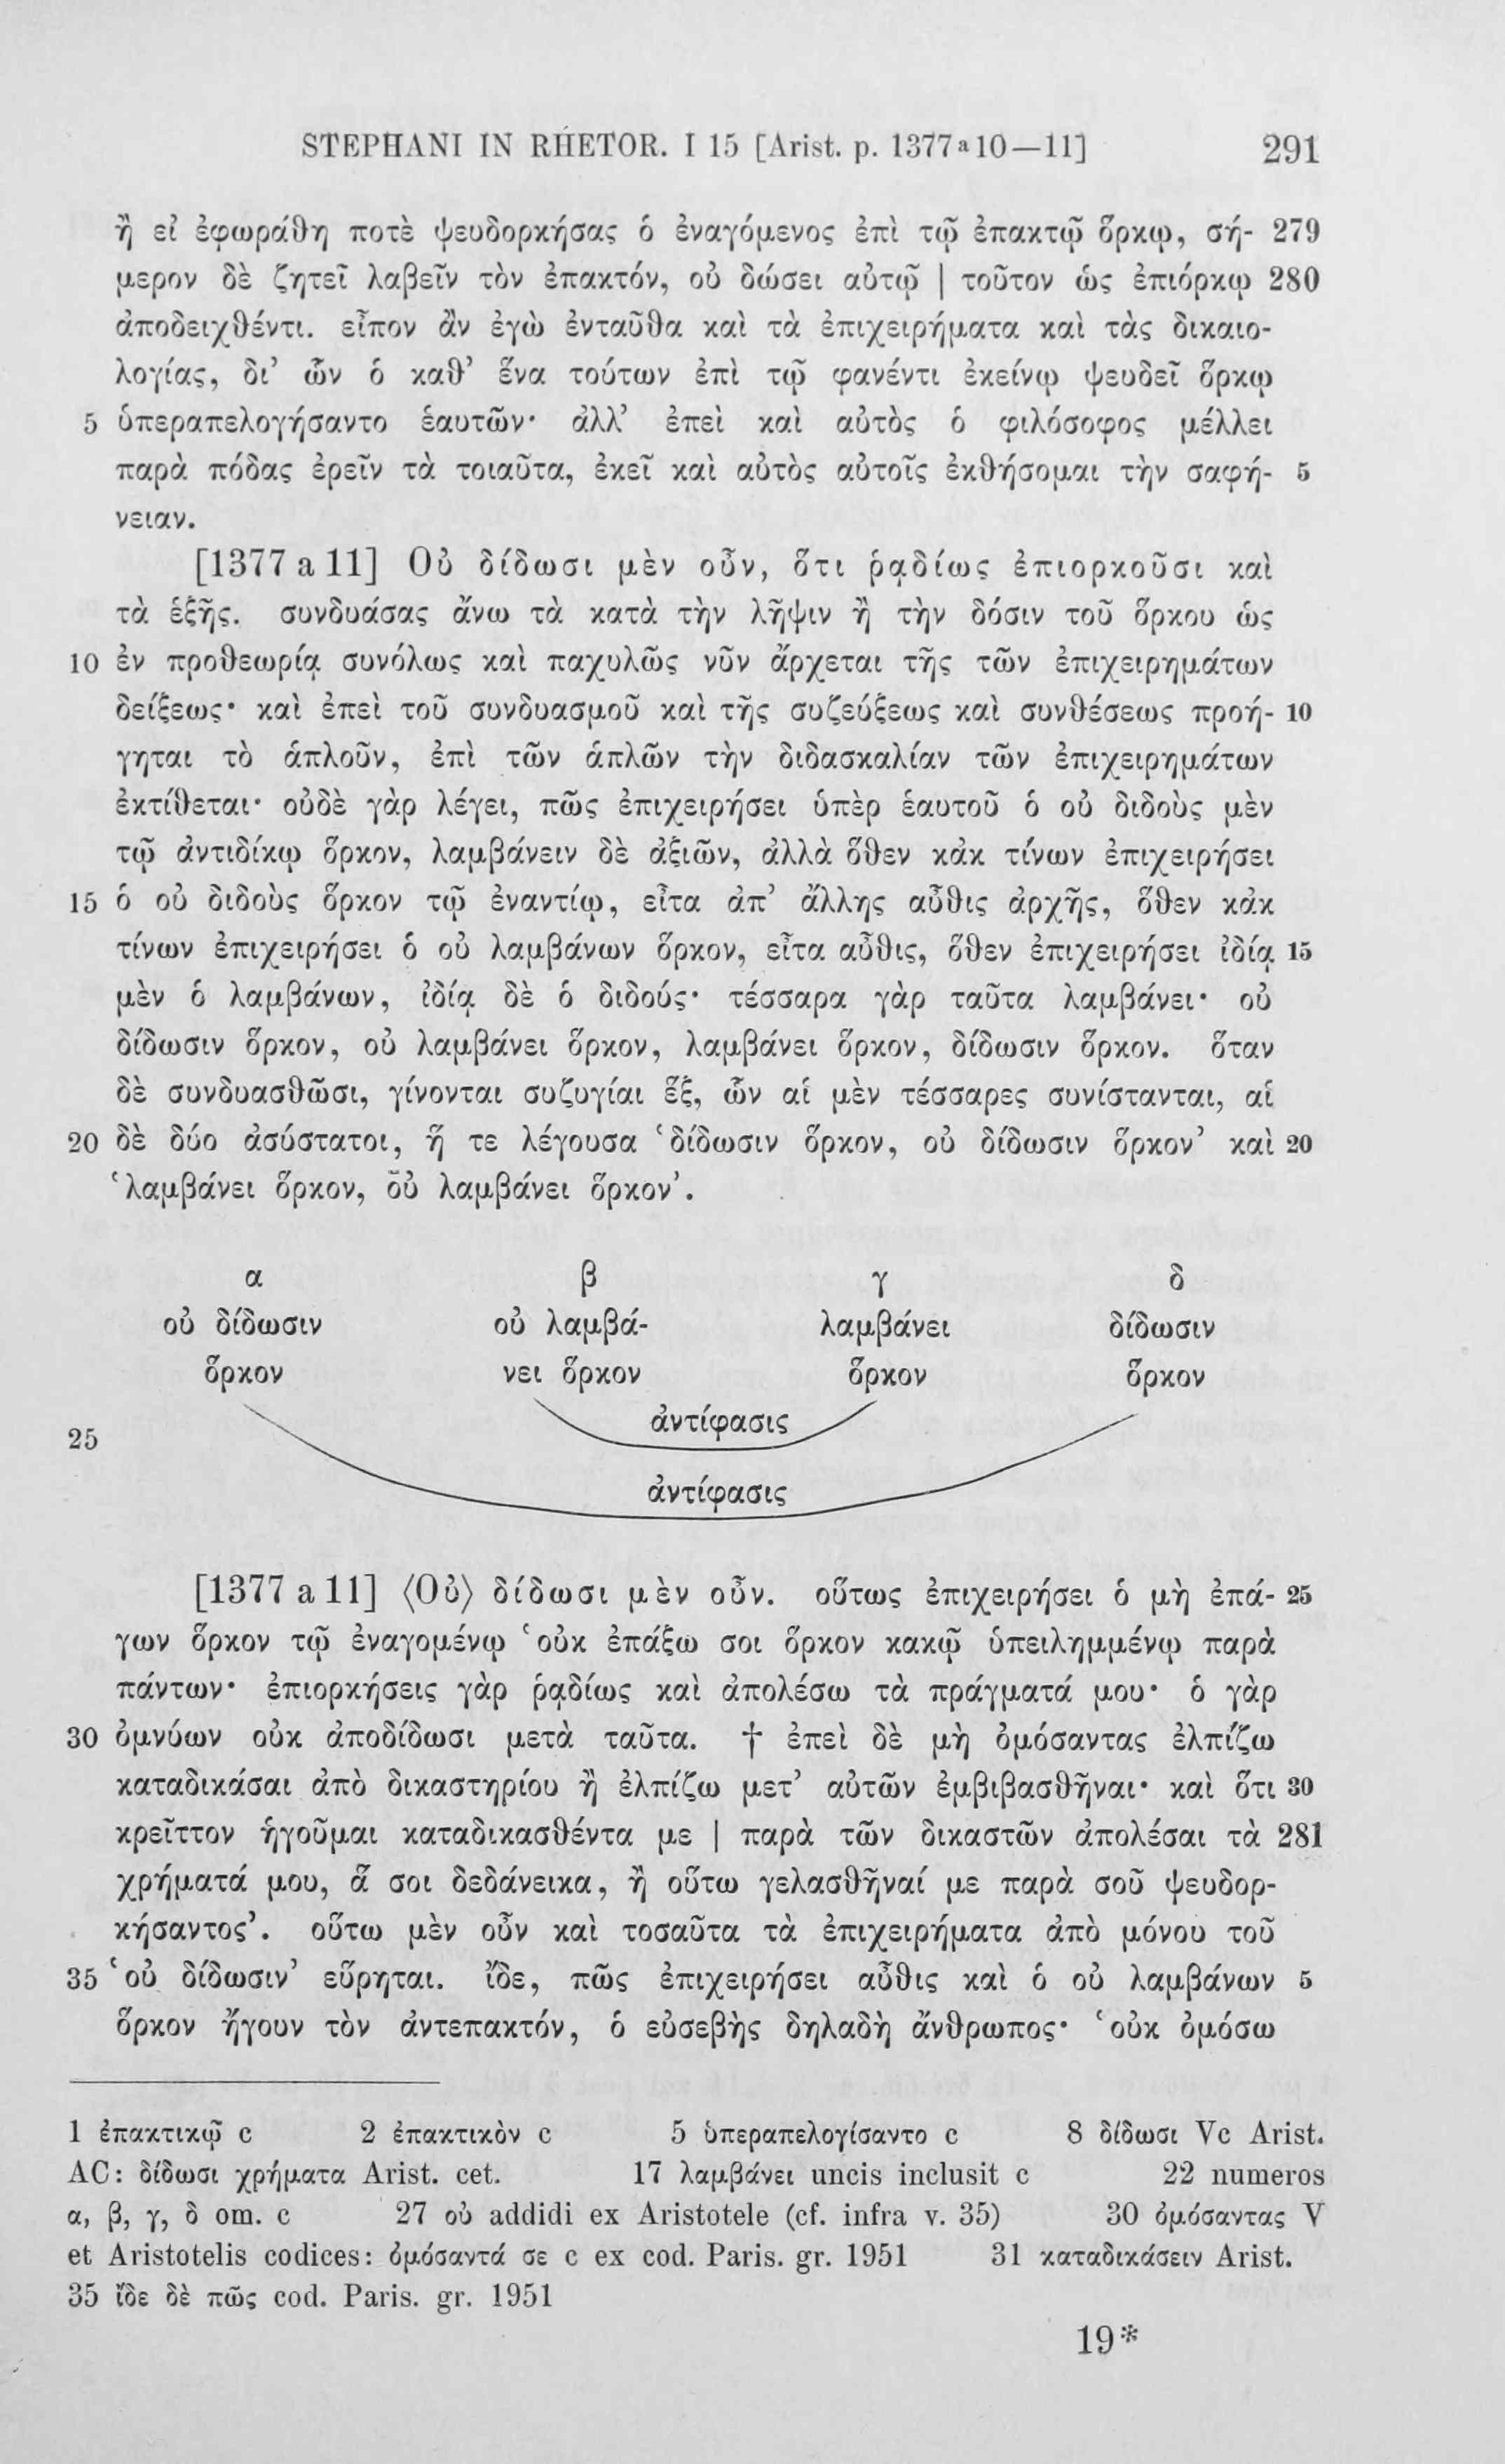 STEPHANI IN RHETOR. I 15 [Arist. p. 1377a10—11] 291
ἢ εἰ ἐφωράθη ποτὲ ψευδορκήσας ὁ ἐναγόμενος ἐπὶ τῷ ἐπακτῷ ὅρκῳ, σή- 279
μερον δὲ ζητεῖ λαβεῖν τὸν ἐπακτόν, οὐ δώσει αὐτῷ | τοῦτον ὡς ἐπιόρκῳ 280
ἀποδειχθέντι. εἶπον ἂν ἐγὼ ἐνταῦθα καὶ τὰ ἐπιχειρήματα καὶ τὰς δικαιο-
λογίας, δι’ ὧν ὁ καθ’ ἕνα τούτων ἐπὶ τῷ φανέντι ἐκείνῳ ψευδεῖ ὅρκῳ
5 ὑπεραπελογήσαντο ἑαυτῶν· ἀλλ’ ἐπεὶ καὶ αὐτὸς ὁ φιλόσοφος μέλλει
παρὰ πόδας ἐρεῖν τὰ τοιαῦτα, ἐκεῖ καὶ αὐτὸς αὐτοῖς ἐκθήσομαι τὴν σαφή- 5
νειαν.
[1377 a 11] Οὐ δίδωσι μὲν οὖν, ὅτι ῥᾳδίως ἐπιορκοῦσι καὶ
τὰ ἑξῆς. συνδυάσας ἄνω τὰ κατὰ τὴν λῆψιν ἢ τὴν δόσιν τοῦ ὅρκου ὡς
10 ἐν προθεωρίᾳ συνόλως καὶ παχυλῶς νῦν ἄρχεται τῆς τῶν ἐπιχειρημάτων
δείξεως· καὶ ἐπεὶ τοῦ συνδυασμοῦ καὶ τῆς συζεύξεως καὶ συνθέσεως προή- 10
γηται τὸ ἁπλοῦν, ἐπὶ τῶν ἁπλῶν τὴν διδασκαλίαν τῶν ἐπιχειρημάτων
ἐκτίθεται· οὐδὲ γὰρ λέγει, πῶς ἐπιχειρήσει ὑπὲρ ἑαυτοῦ ὁ οὐ διδοὺς μὲν
τῷ ἀντιδίκῳ ὅρκον, λαμβάνειν δὲ ἀξιῶν, ἀλλὰ ὅθεν κἀκ τίνων ἐπιχειρήσει
15 ὁ οὐ διδοὺς ὅρκον τῷ ἐναντίῳ, εἶτα ἀπ’ ἄλλης αὖθις ἀρχῆς, ὅθεν κἀκ
τίνων ἐπιχειρήσει ὁ οὐ λαμβάνων ὅρκον, εἶτα αὖθις, ὅθεν ἐπιχειρήσει ἰδίᾳ 15
μὲν ὁ λαμβάνων, ἰδίᾳ δὲ ὁ διδούς· τέσσαρα γὰρ ταῦτα λαμβάνει· οὐ
δίδωσιν ὅρκον, οὐ λαμβάνει ὅρκον, λαμβάνει ὅρκον, δίδωσιν ὅρκον. ὅταν
δὲ συνδυασθῶσι, γίνονται συζυγίαι ἕξ, ὧν αἱ μὲν τέσσαρες συνίστανται, αἱ
20 δὲ δύο ἀσύστατοι, ἥ τε λέγουσα ‘δίδωσιν ὅρκον, οὐ δίδωσιν ὅρκον’ καὶ 20
‘λαμβάνει ὅρκον, οὐ λαμβάνει ὅρκον’.
α β γ δ
οὐ δίδωσιν οὐ λαμβά- λαμβάνει δίδωσιν
ὅρκον νει ὅρκον ὅρκον ὅρκον
ἀντίφασις
25
ἀντίφασις
[1377 a 11] ⟨Οὐ⟩ δίδωσι μὲν οὖν. οὕτως ἐπιχειρήσει ὁ μὴ ἐπά- 25
γων ὅρκον τῷ ἐναγομένῳ ‘οὐκ ἐπάξω σοι ὅρκον κακῷ ὑπειλημμένῳ παρὰ
πάντων· ἐπιορκήσεις γὰρ ῥᾳδίως καὶ ἀπολέσω τὰ πράγματά μου· ὁ γὰρ
30 ὀμνύων οὐκ ἀποδίδωσι μετὰ ταῦτα. † ἐπεὶ δὲ μὴ ὀμόσαντας ἐλπίζω
καταδικάσαι ἀπὸ δικαστηρίου ἢ ἐλπίζω μετ’ αὐτῶν ἐμβιβασθῆναι· καὶ ὅτι 30
κρεῖττον ἡγοῦμαι καταδικασθέντα με | παρὰ τῶν δικαστῶν ἀπολέσαι τὰ 281
χρήματά μου, ἅ σοι δεδάνεικα, ἢ οὕτω γελασθῆναί με παρὰ σοῦ ψευδορ-
κήσαντος’. οὕτω μὲν οὖν καὶ τοσαῦτα τὰ ἐπιχειρήματα ἀπὸ μόνου τοῦ
35 ‘οὐ δίδωσιν’ εὕρηται. ἴδε, πῶς ἐπιχειρήσει αὖθις καὶ ὁ οὐ λαμβάνων 5
ὅρκον ἤγουν τὸν ἀντεπακτόν, ὁ εὐσεβὴς δηλαδὴ ἄνθρωπος· ‘οὐκ ὀμόσω
1 ἐπακτικῷ c 2 ἐπακτικὸν c 5 ὑπεραπελογίσαντο c 8 δίδωσι Vc Arist.
AC: δίδωσι χρήματα Arist. cet. 17 λαμβάνει uncis inclusit c 22 numeros
α, β, γ, δ om. c 27 οὐ addidi ex Aristotele (cf. infra v. 35) 30 ὀμόσαντας V
et Aristotelis codices: ὀμόσαντά σε c ex cod. Paris. gr. 1951 31 καταδικάσειν Arist.
35 ἴδε δὲ πῶς cod. Paris. gr. 1951
19*